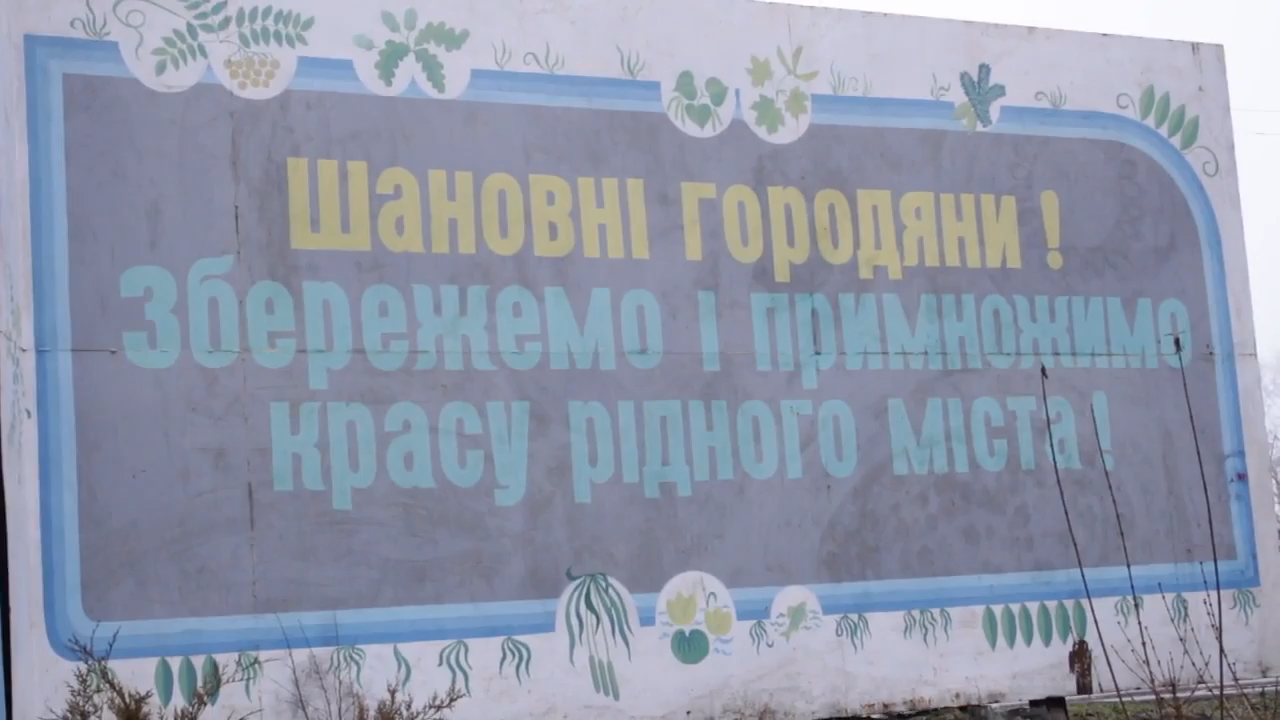 Шановні городяни !
Збережемо і примножимо
красу рідного міста !